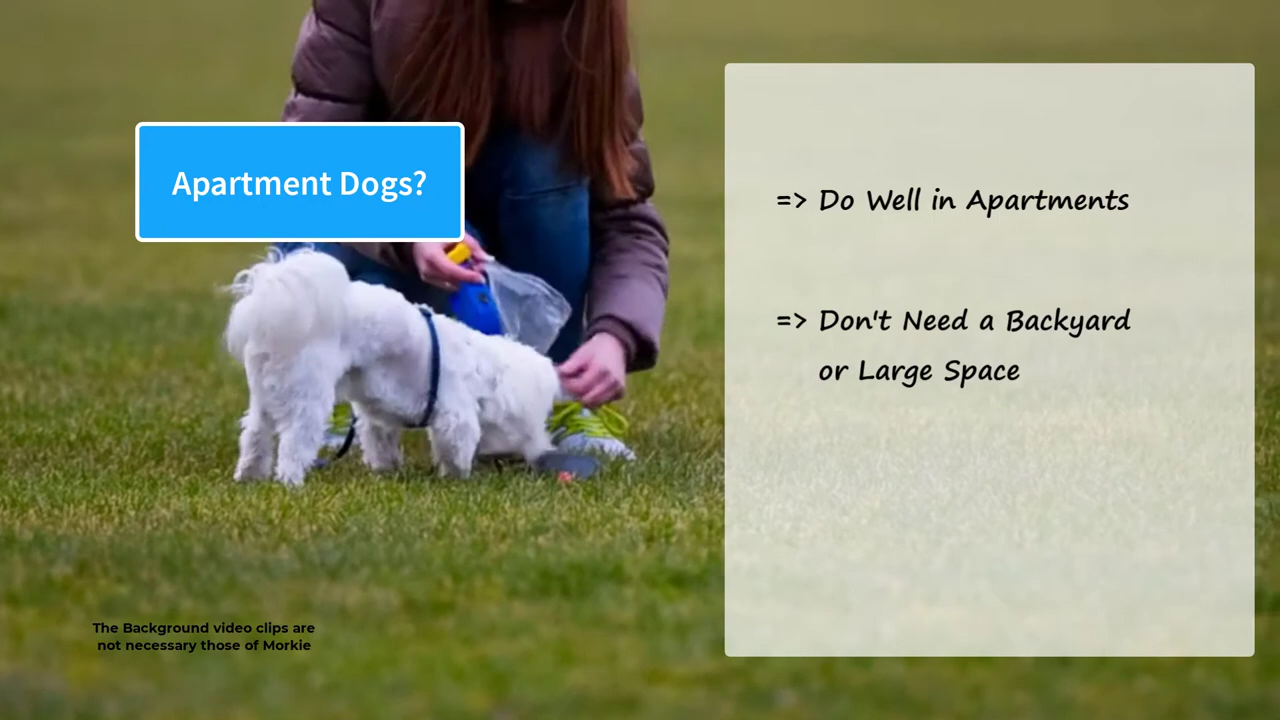 Apartment Dogs?
=> Do Well in Apartments
=> Don't Need a Backyard
or Large Space
The Background video clips are
not necessary those of Morkie